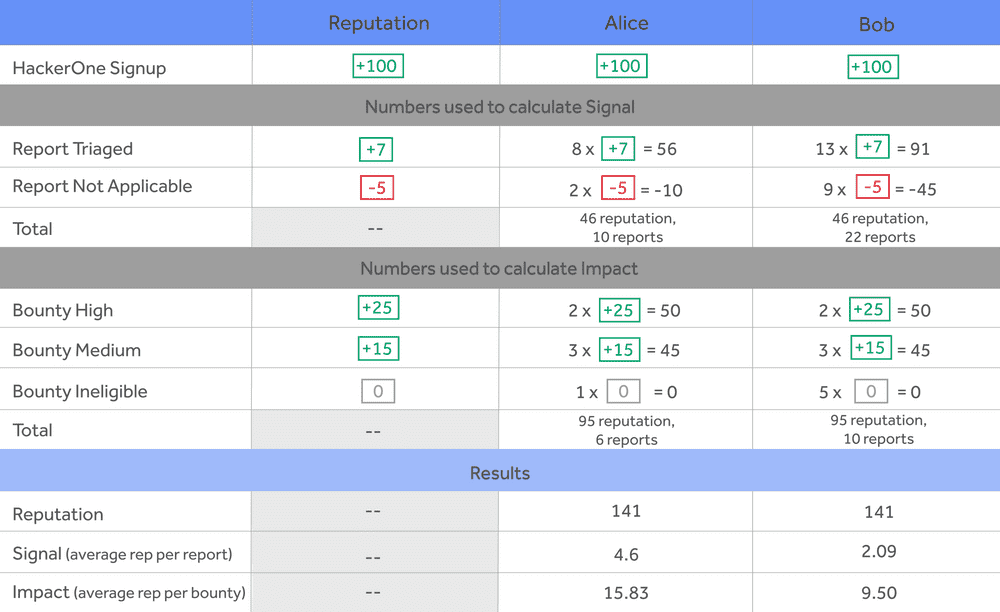 Reputation Alice Bob
HackerOne Signup +100 +100 +100
Numbers used to calculate Signal
Report Triaged +7 8 x +7 = 56 13 x +7 = 91
Report Not Applicable -5 2 x -5 = -10 9 x -5 = -45
Total -- 46 reputation, 10 reports 46 reputation, 22 reports
Numbers used to calculate Impact
Bounty High +25 2 x +25 = 50 2 x +25 = 50
Bounty Medium +15 3 x +15 = 45 3 x +15 = 45
Bounty Ineligible 0 1 x 0 = 0 5 x 0 = 0
Total -- 95 reputation, 6 reports 95 reputation, 10 reports
Results
Reputation -- 141 141
Signal (average rep per report) -- 4.6 2.09
Impact (average rep per bounty) -- 15.83 9.50